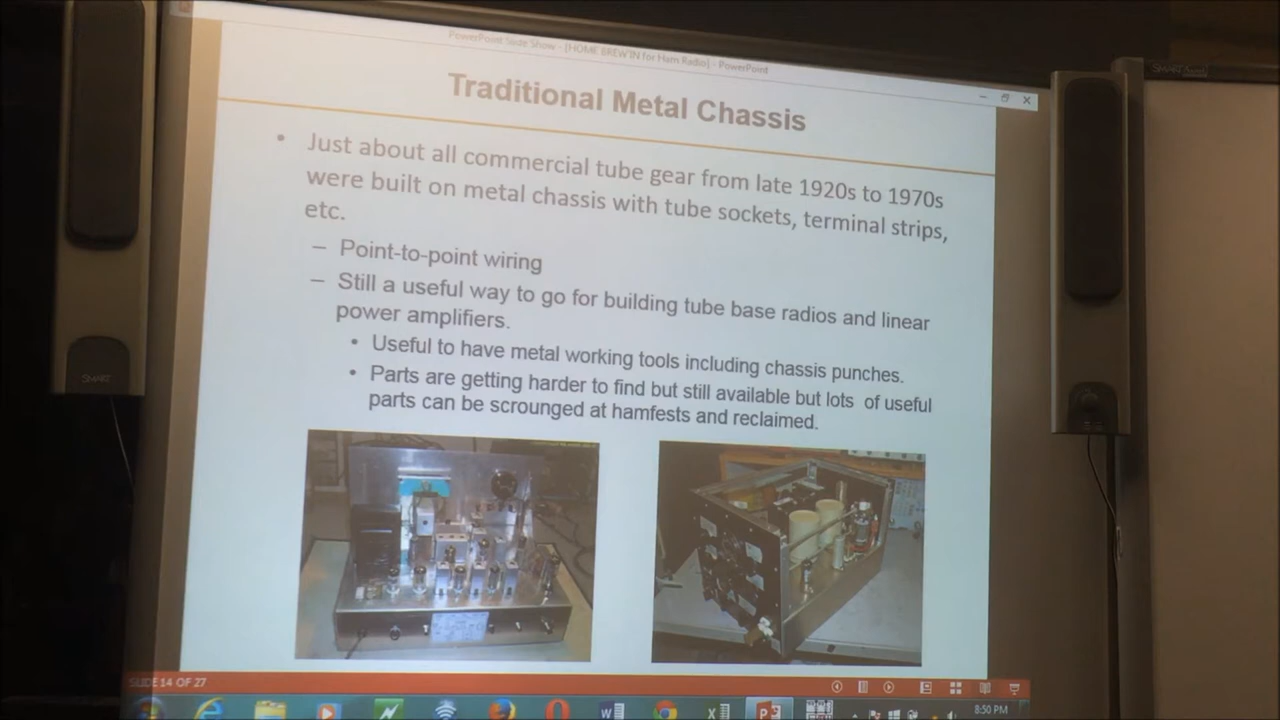 PowerPoint Slide Show - [HOME BREW'IN for Ham Radio] - PowerPoint
Traditional Metal Chassis
• Just about all commercial tube gear from late 1920s to 1970s
were built on metal chassis with tube sockets, terminal strips,
etc.
– Point-to-point wiring
– Still a useful way to go for building tube base radios and linear
power amplifiers.
• Useful to have metal working tools including chassis punches.
• Parts are getting harder to find but still available but lots of useful
parts can be scrounged at hamfests and reclaimed.
SMART
SLIDE 14 OF 27
8:50 PM